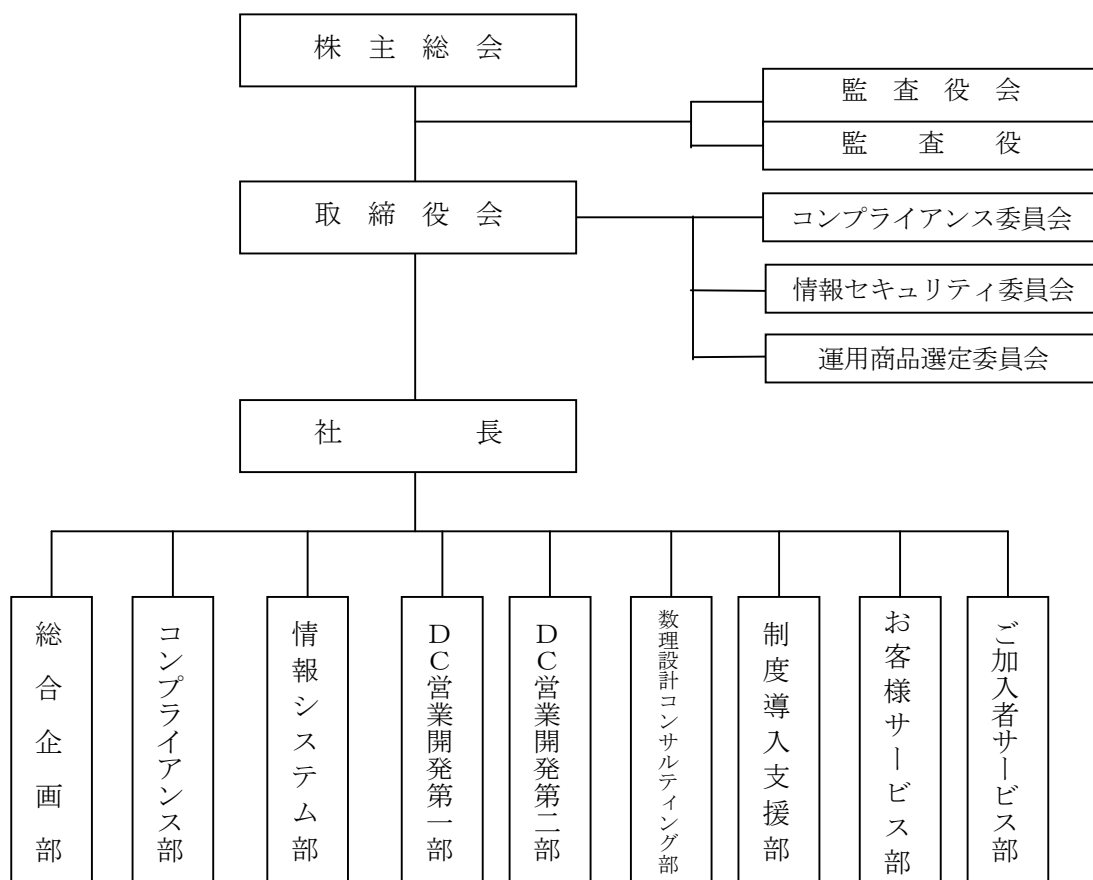 株主総会
監査役会
監査役
取締役会
コンプライアンス委員会
情報セキュリティ委員会
運用商品選定委員会
社長
総合企画部
コンプライアンス部
情報システム部
DC営業開発第一部
DC営業開発第二部
数理設計コンサルティング部
制度導入支援部
お客様サービス部
ご加入者サービス部